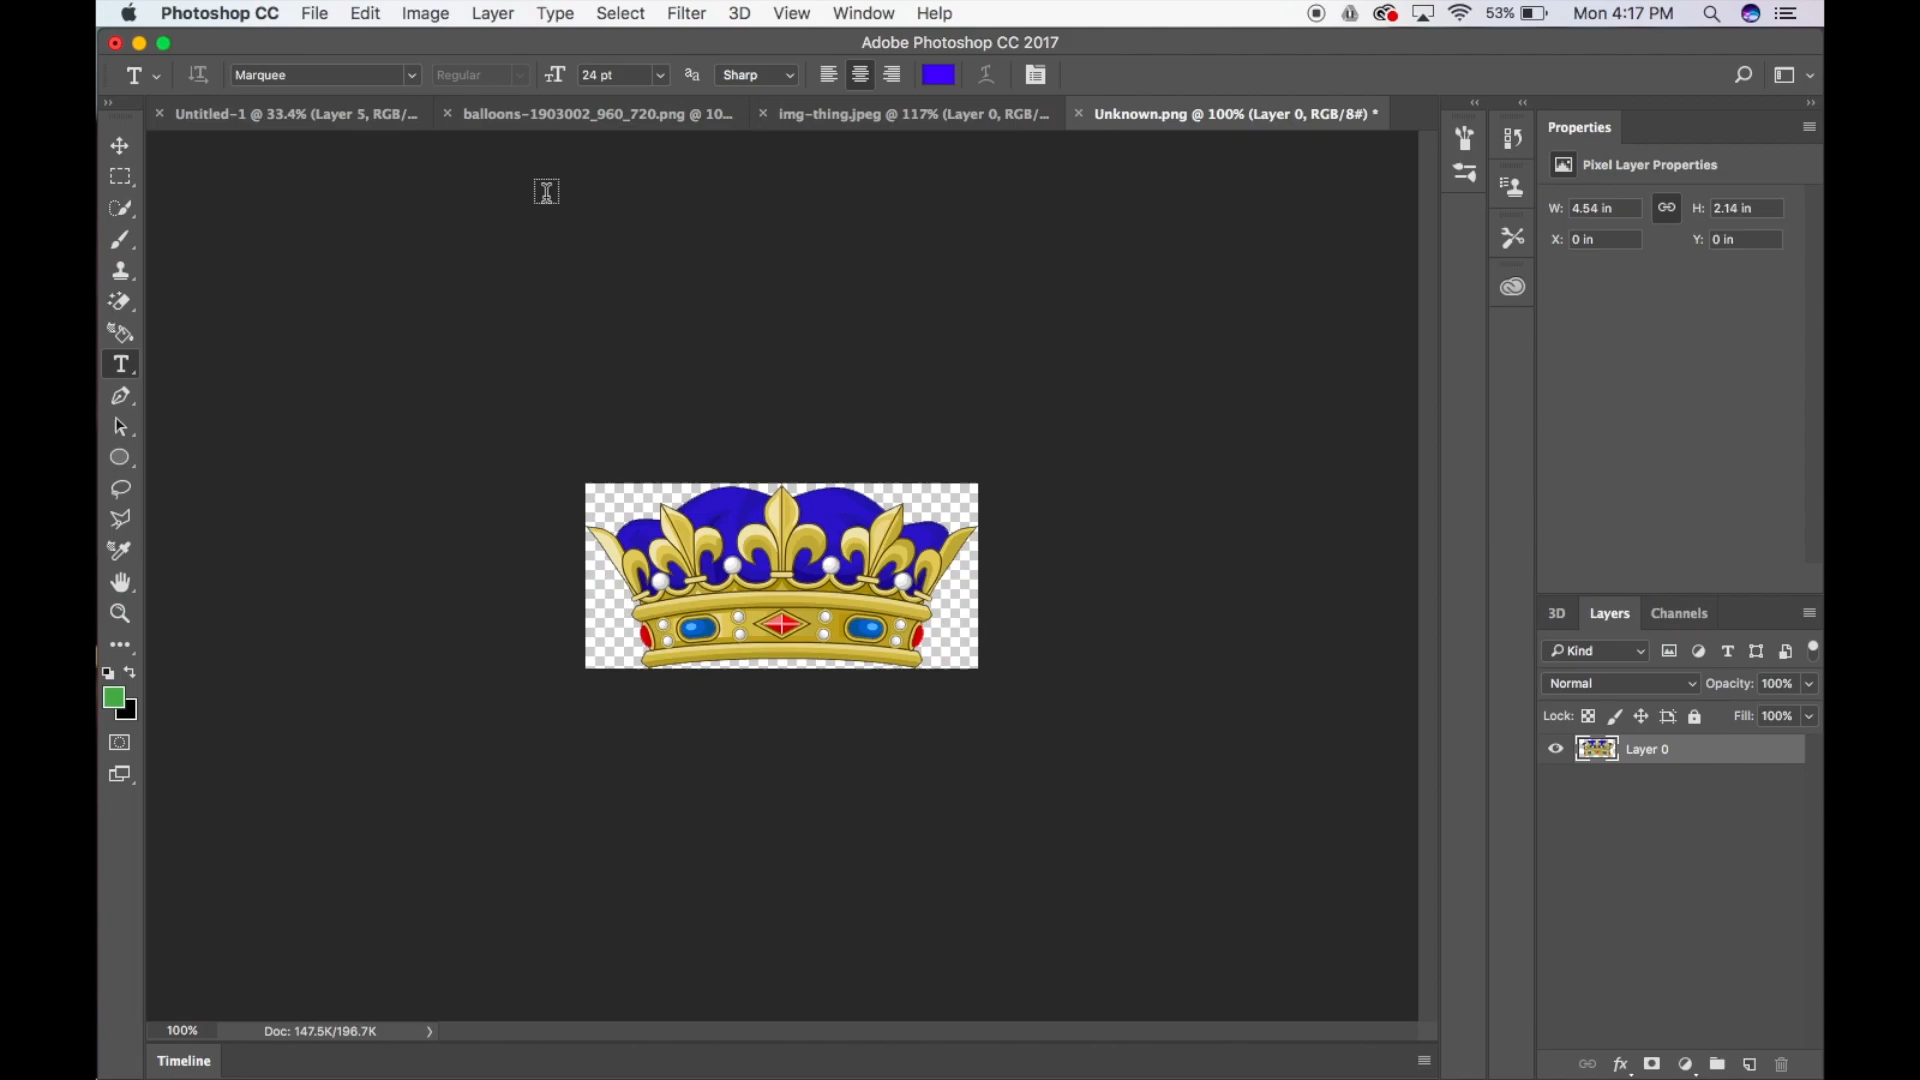 Photoshop CC File Edit Image Layer Type Select Filter 3D View Window Help 53% Mon 4:17 PM
Adobe Photoshop CC 2017
Marquee Regular 24 pt Sharp
Untitled-1 @ 33.4% (Layer 5, RGB/... balloons-1903002_960_720.png @ 10... img-thing.jpeg @ 117% (Layer 0, RGB/... Unknown.png @ 100% (Layer 0, RGB/8#) *
Properties
Pixel Layer Properties
W: 4.54 in H: 2.14 in
X: 0 in Y: 0 in
3D Layers Channels
Kind
Normal Opacity: 100%
Lock: Fill: 100%
Layer 0
fx
100% Doc: 147.5K/196.7K
Timeline